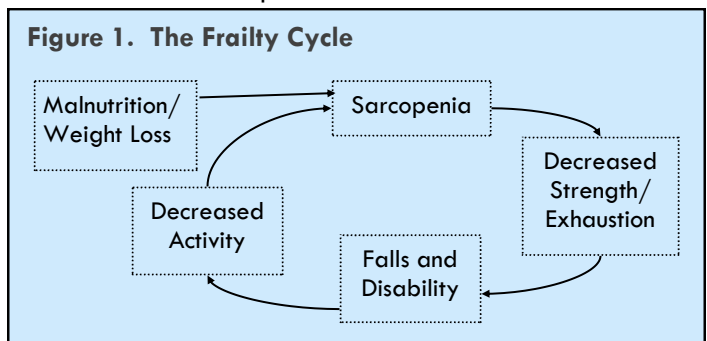 Figure 1. The Frailty Cycle
Malnutrition/
Weight Loss
Sarcopenia
Decreased
Strength/
Exhaustion
Falls and
Disability
Decreased
Activity